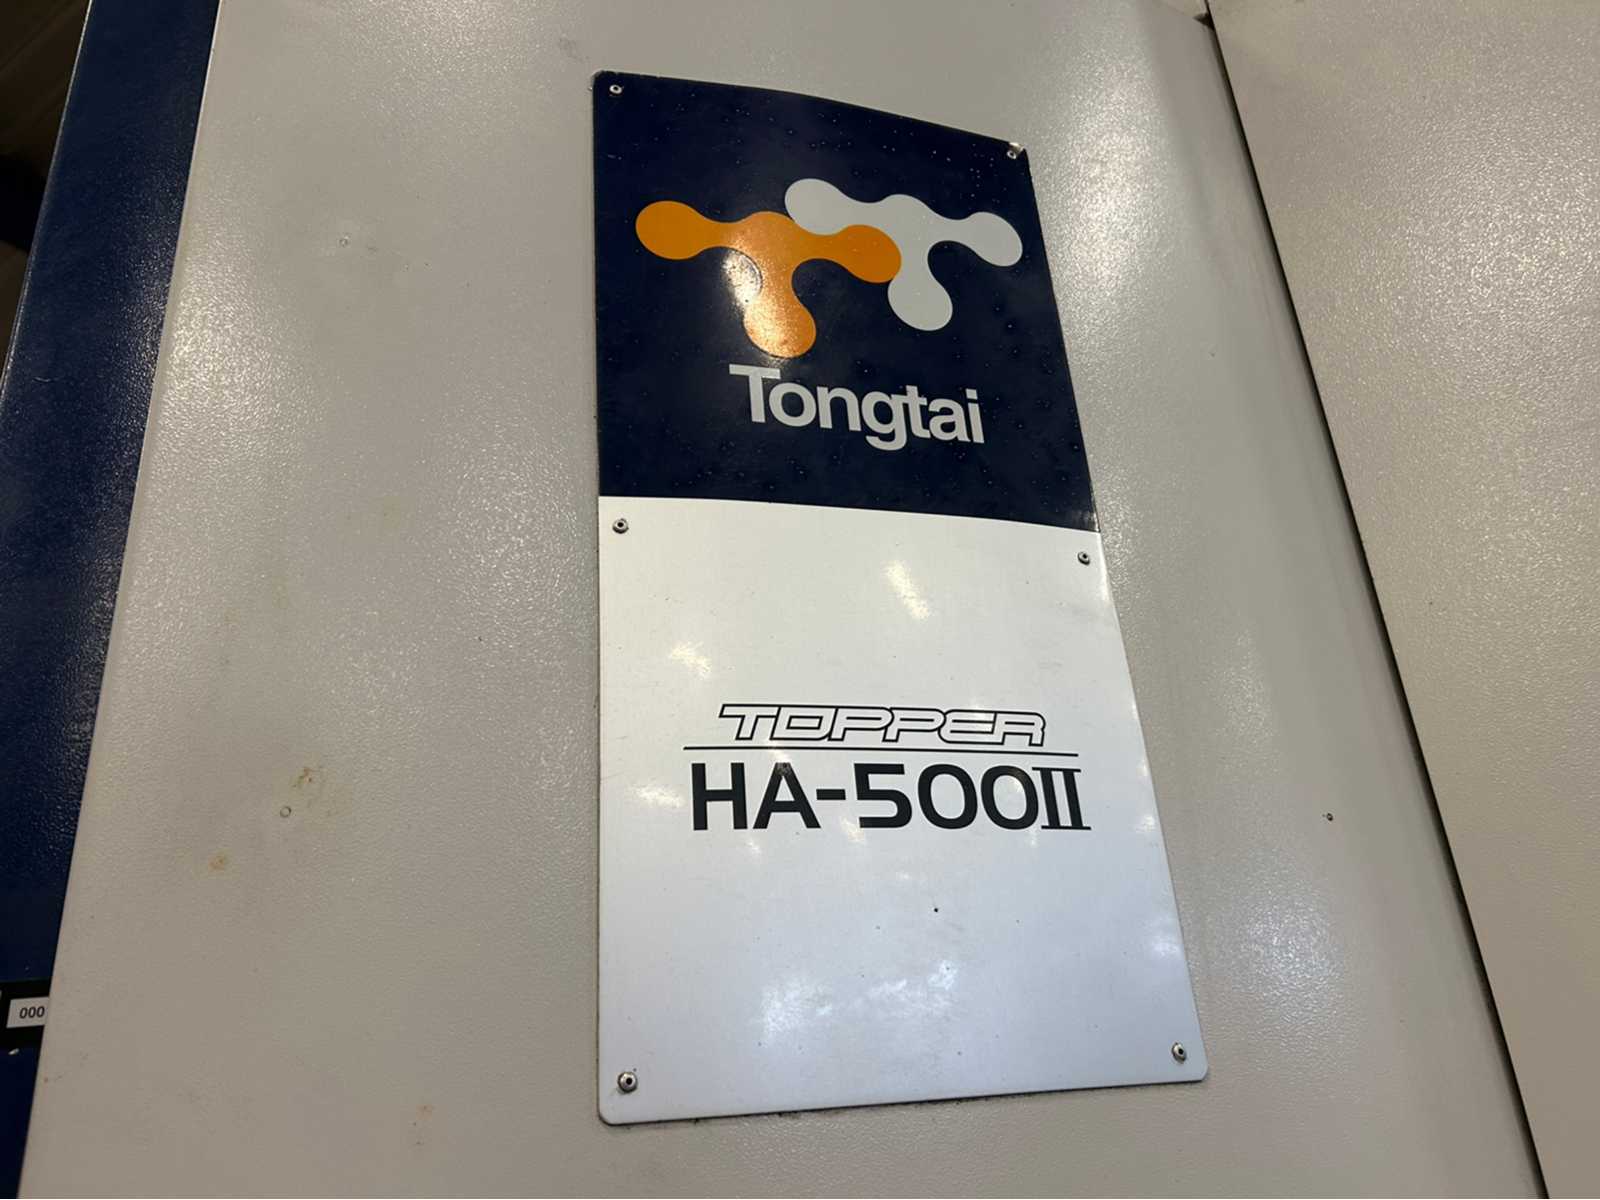 Tongtai
TOPPER
HA-500II
000